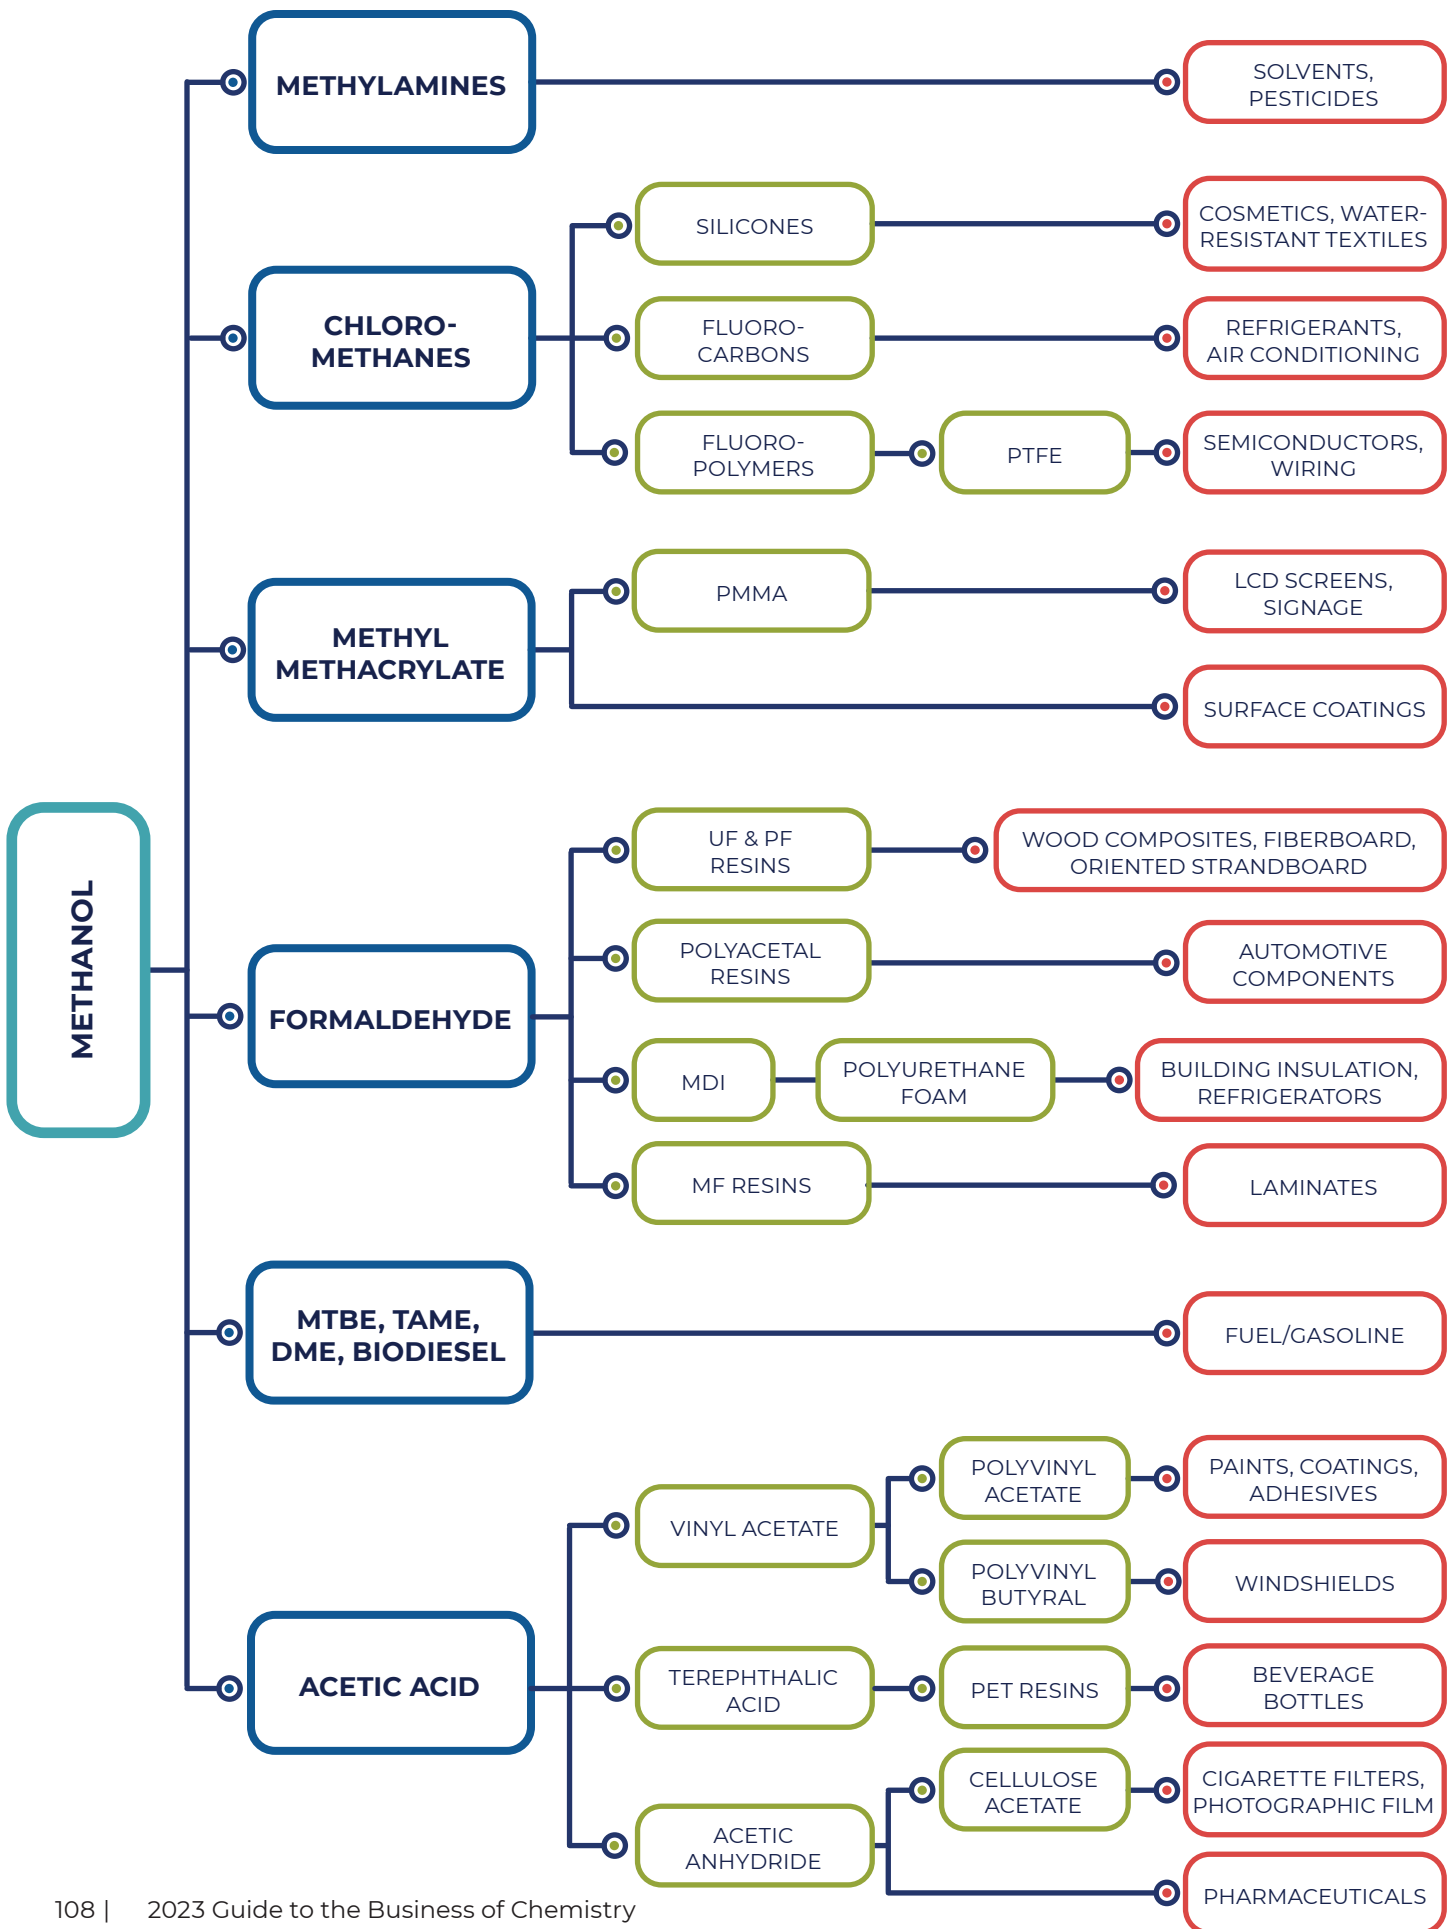 METHANOL
METHYLAMINES
SOLVENTS,
PESTICIDES
CHLORO-
METHANES
SILICONES
COSMETICS, WATER-
RESISTANT TEXTILES
FLUORO-
CARBONS
REFRIGERANTS,
AIR CONDITIONING
FLUORO-
POLYMERS
PTFE
SEMICONDUCTORS,
WIRING
METHYL
METHACRYLATE
PMMA
LCD SCREENS,
SIGNAGE
SURFACE COATINGS
FORMALDEHYDE
UF & PF
RESINS
WOOD COMPOSITES, FIBERBOARD,
ORIENTED STRANDBOARD
POLYACETAL
RESINS
AUTOMOTIVE
COMPONENTS
MDI
POLYURETHANE
FOAM
BUILDING INSULATION,
REFRIGERATORS
MF RESINS
LAMINATES
MTBE, TAME,
DME, BIODIESEL
FUEL/GASOLINE
ACETIC ACID
VINYL ACETATE
POLYVINYL
ACETATE
PAINTS, COATINGS,
ADHESIVES
POLYVINYL
BUTYRAL
WINDSHIELDS
TEREPHTHALIC
ACID
PET RESINS
BEVERAGE
BOTTLES
ACETIC
ANHYDRIDE
CELLULOSE
ACETATE
CIGARETTE FILTERS,
PHOTOGRAPHIC FILM
PHARMACEUTICALS
108 | 2023 Guide to the Business of Chemistry